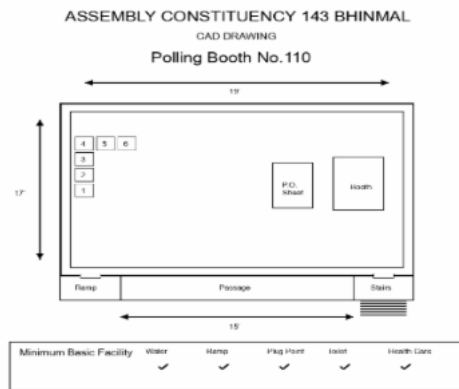 ASSEMBLY CONSTITUENCY 143 BHINMAL
CAD DRAWING
Polling Booth No.110
19'
17'
4 5 6
3
2
1
P.O. Sheet
Booth
Ramp Passage Stairs
15'
Minimum Basic Facility Water Ramp Plug Point Toilet Health Care
✓ ✓ ✓ ✓ ✓